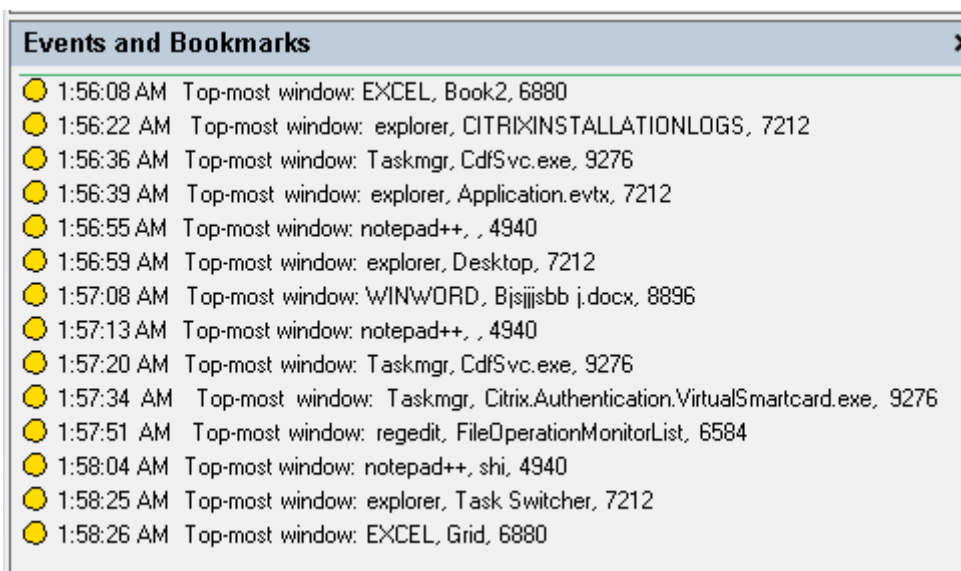 Events and Bookmarks
1:56:08 AM Top-most window: EXCEL, Book2, 6880
1:56:22 AM Top-most window: explorer, CITRIXINSTALLATIONLOGS, 7212
1:56:36 AM Top-most window: Taskmgr, CdfSvc.exe, 9276
1:56:39 AM Top-most window: explorer, Application.evtx, 7212
1:56:55 AM Top-most window: notepad++, , 4940
1:56:59 AM Top-most window: explorer, Desktop, 7212
1:57:08 AM Top-most window: WINWORD, Bjsjjjsbb j.docx, 8896
1:57:13 AM Top-most window: notepad++, , 4940
1:57:20 AM Top-most window: Taskmgr, CdfSvc.exe, 9276
1:57:34 AM Top-most window: Taskmgr, Citrix.Authentication.VirtualSmartcard.exe, 9276
1:57:51 AM Top-most window: regedit, FileOperationMonitorList, 6584
1:58:04 AM Top-most window: notepad++, shi, 4940
1:58:25 AM Top-most window: explorer, Task Switcher, 7212
1:58:26 AM Top-most window: EXCEL, Grid, 6880